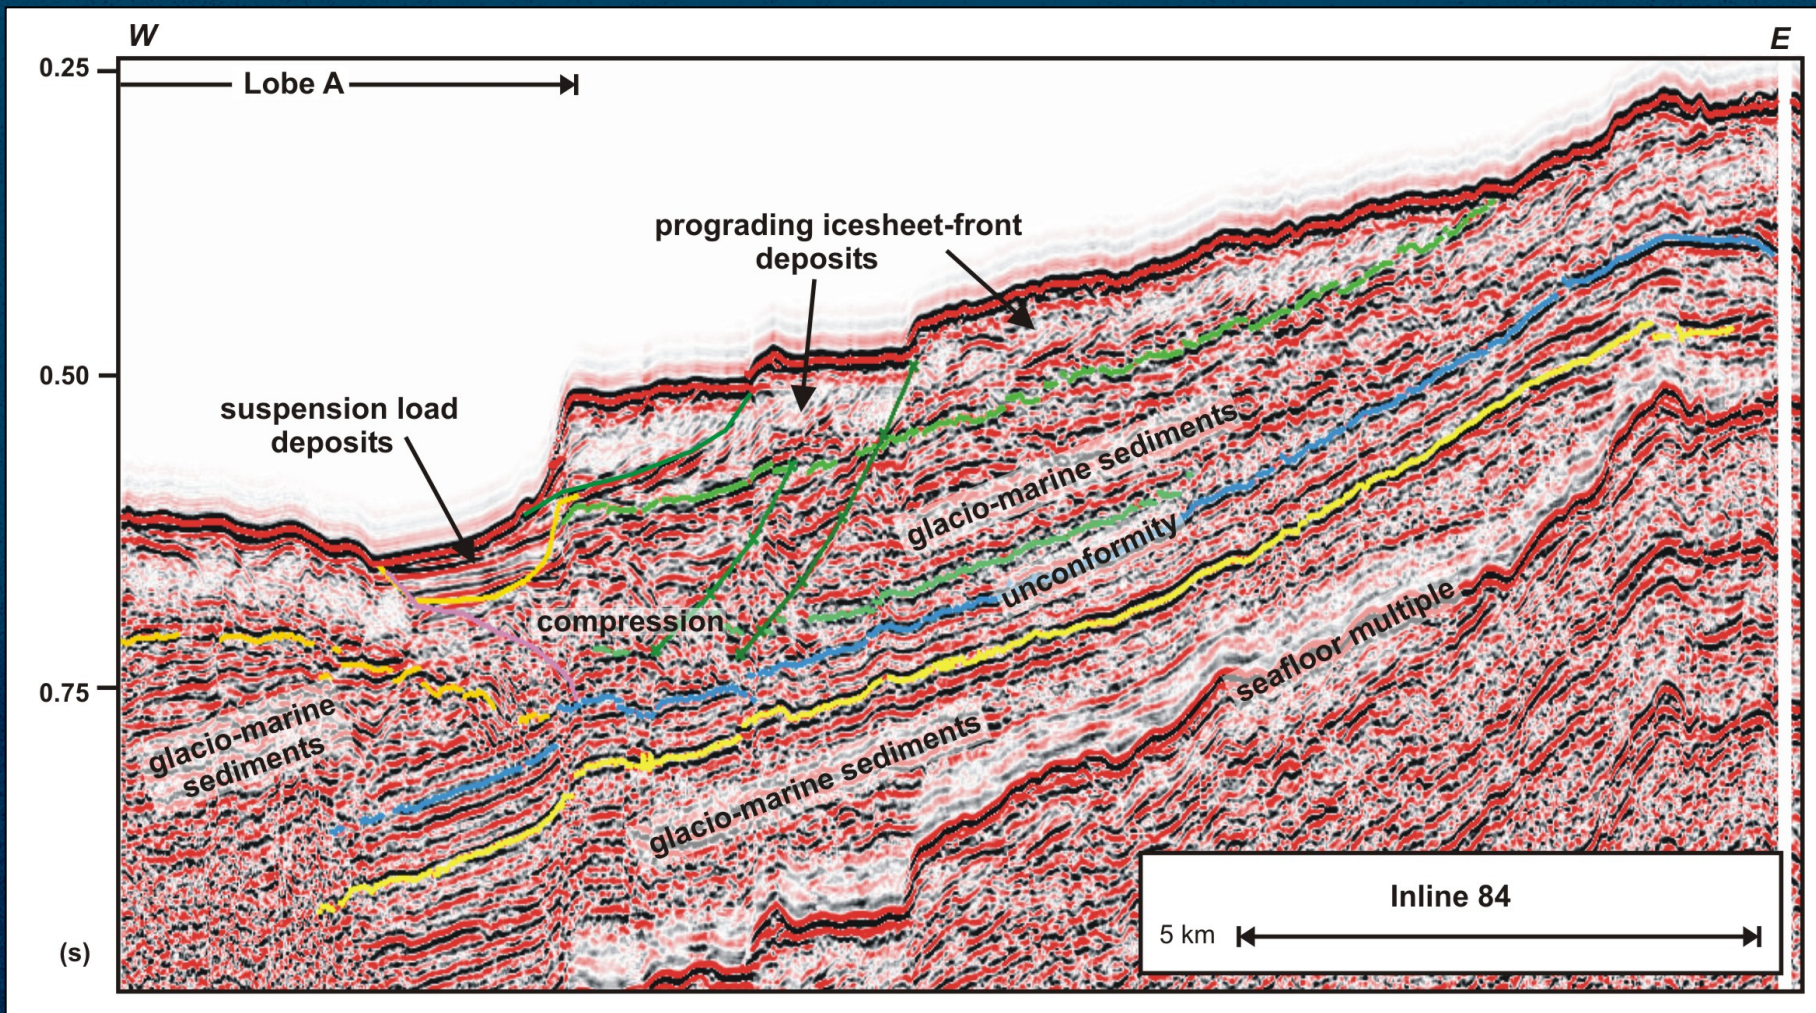 W
E
0.25
Lobe A
prograding icesheet-front
deposits
0.50
suspension load
deposits
glacio-marine sediments
unconformity
compression
seafloor multiple
0.75
glacio-marine
sediments
glacio-marine sediments
Inline 84
5 km
(s)